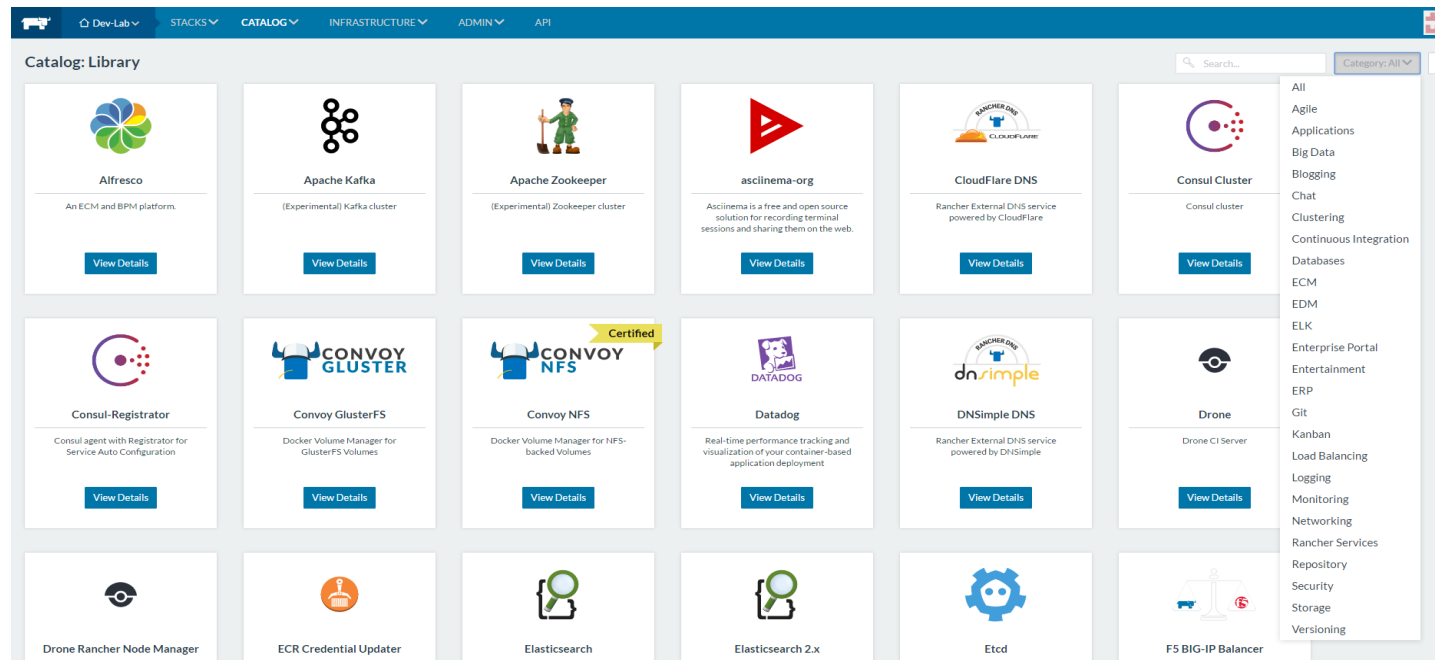 Dev-Lab STACKS CATALOG INFRASTRUCTURE ADMIN API
Catalog: Library
Search...
Category: All
All
Agile
Applications
Big Data
Blogging
Chat
Clustering
Continuous Integration
Databases
ECM
EDM
ELK
Enterprise Portal
Entertainment
ERP
Git
Kanban
Load Balancing
Logging
Monitoring
Networking
Rancher Services
Repository
Security
Storage
Versioning
Alfresco
An ECM and BPM platform.
View Details
Apache Kafka
(Experimental) Kafka cluster
View Details
Apache Zookeeper
(Experimental) Zookeeper cluster
View Details
asciinema-org
Asciinema is a free and open source
solution for recording terminal
sessions and sharing them on the web.
View Details
RANCHER DNS
CLOUDFLARE
CloudFlare DNS
Rancher External DNS service
powered by CloudFlare
View Details
Consul Cluster
Consul cluster
View Details
Consul-Registrator
Consul agent with Registrator for
Service Auto Configuration
View Details
CONVOY
GLUSTER
Convoy GlusterFS
Docker Volume Manager for
GlusterFS Volumes
View Details
Certified
CONVOY
NFS
Convoy NFS
Docker Volume Manager for NFS-
backed Volumes
View Details
DATADOG
Datadog
Real-time performance tracking and
visualization of your container-based
application deployment
View Details
RANCHER DNS
dnsimple
DNSimple DNS
Rancher External DNS service
powered by DNSimple
View Details
Drone
Drone CI Server
View Details
Drone Rancher Node Manager
ECR Credential Updater
Elasticsearch
Elasticsearch 2.x
Etcd
F5 BIG-IP Balancer